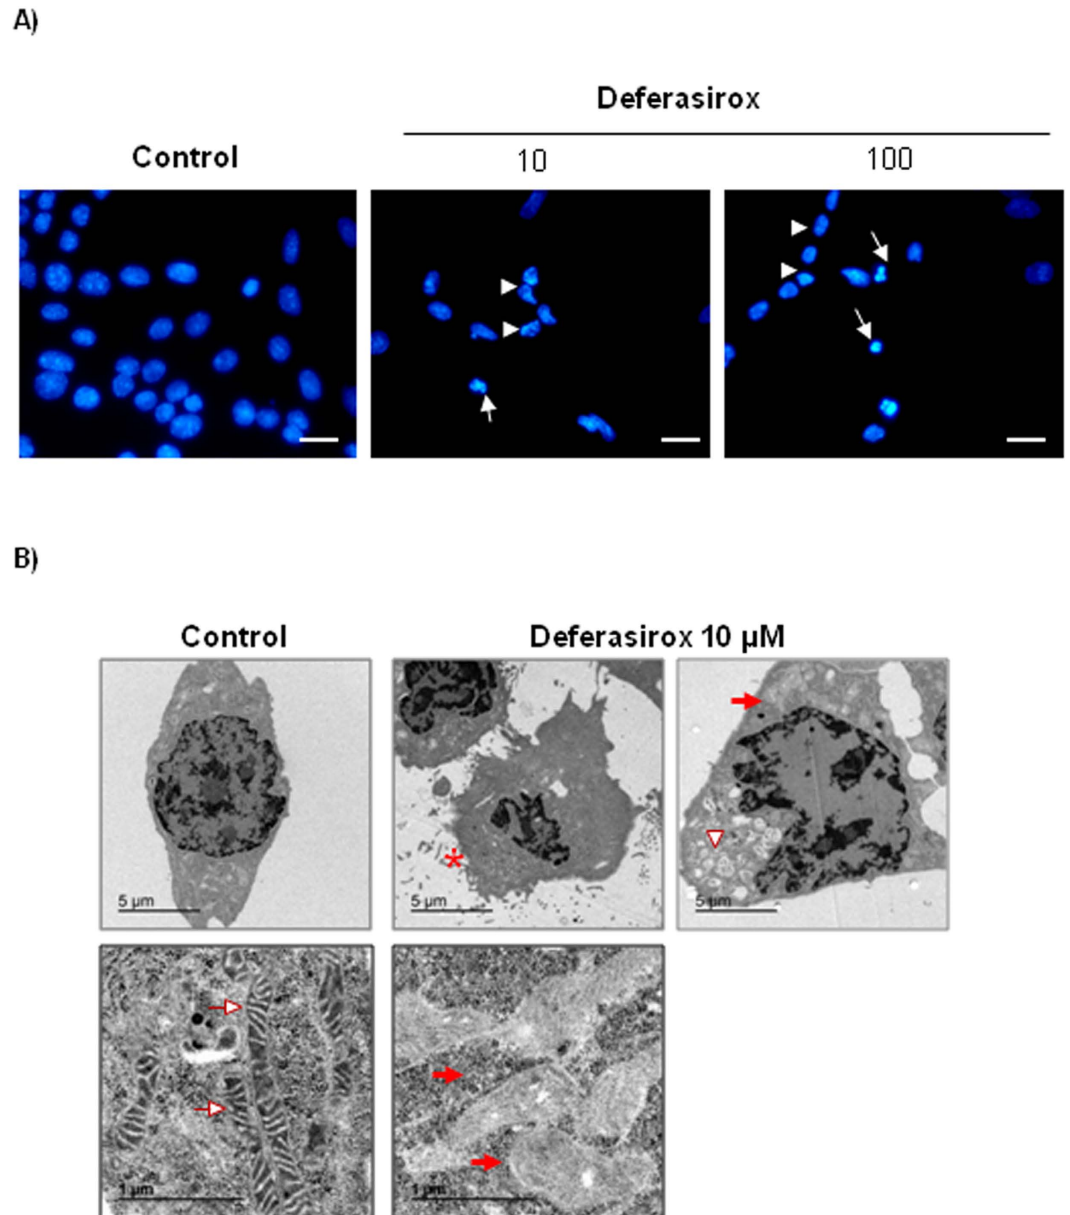 A)
Deferasirox
Control
10
100
B)
Control
Deferasirox 10 µM
5 µm
5 µm
5 µm
*
1 µm
1 µm